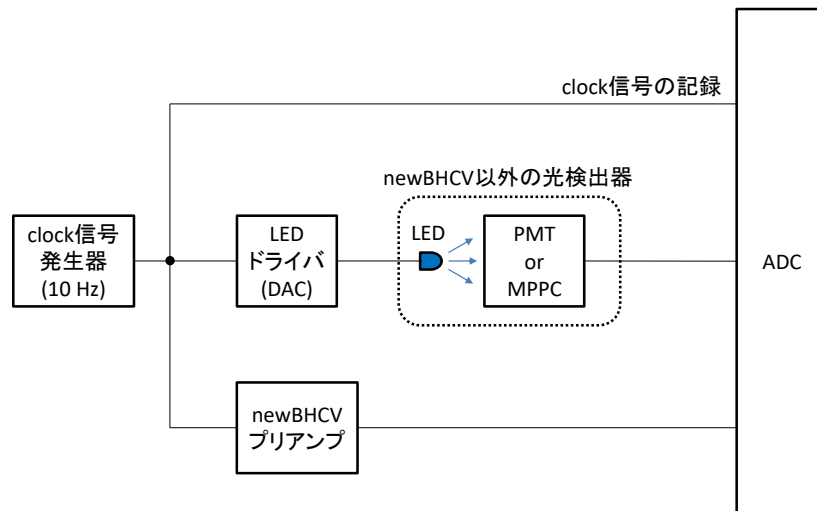 clock信号の記録
newBHCV以外の光検出器
clock信号
発生器
(10 Hz)
LED
ドライバ
(DAC)
LED
PMT
or
MPPC
ADC
newBHCV
プリアンプ